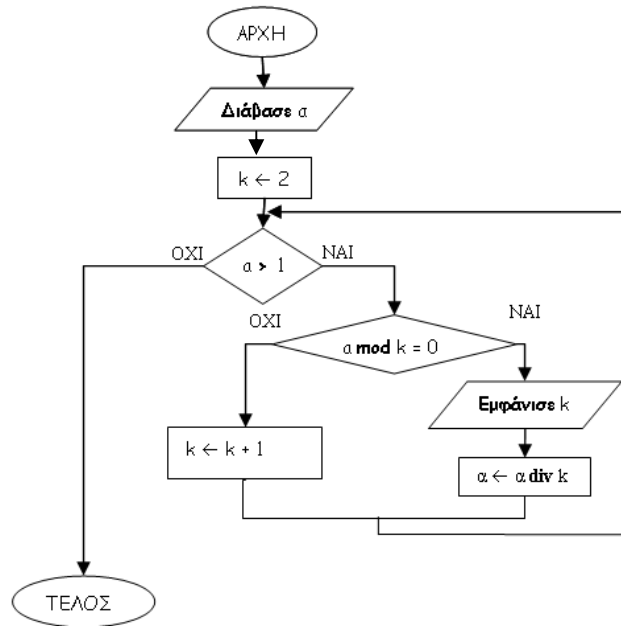 ΑΡΧΗ
Διάβασε α
k ← 2
ΟΧΙ
ΝΑΙ
α > 1
ΟΧΙ
ΝΑΙ
α mod k = 0
Εμφάνισε k
k ← k + 1
α ← α div k
ΤΕΛΟΣ